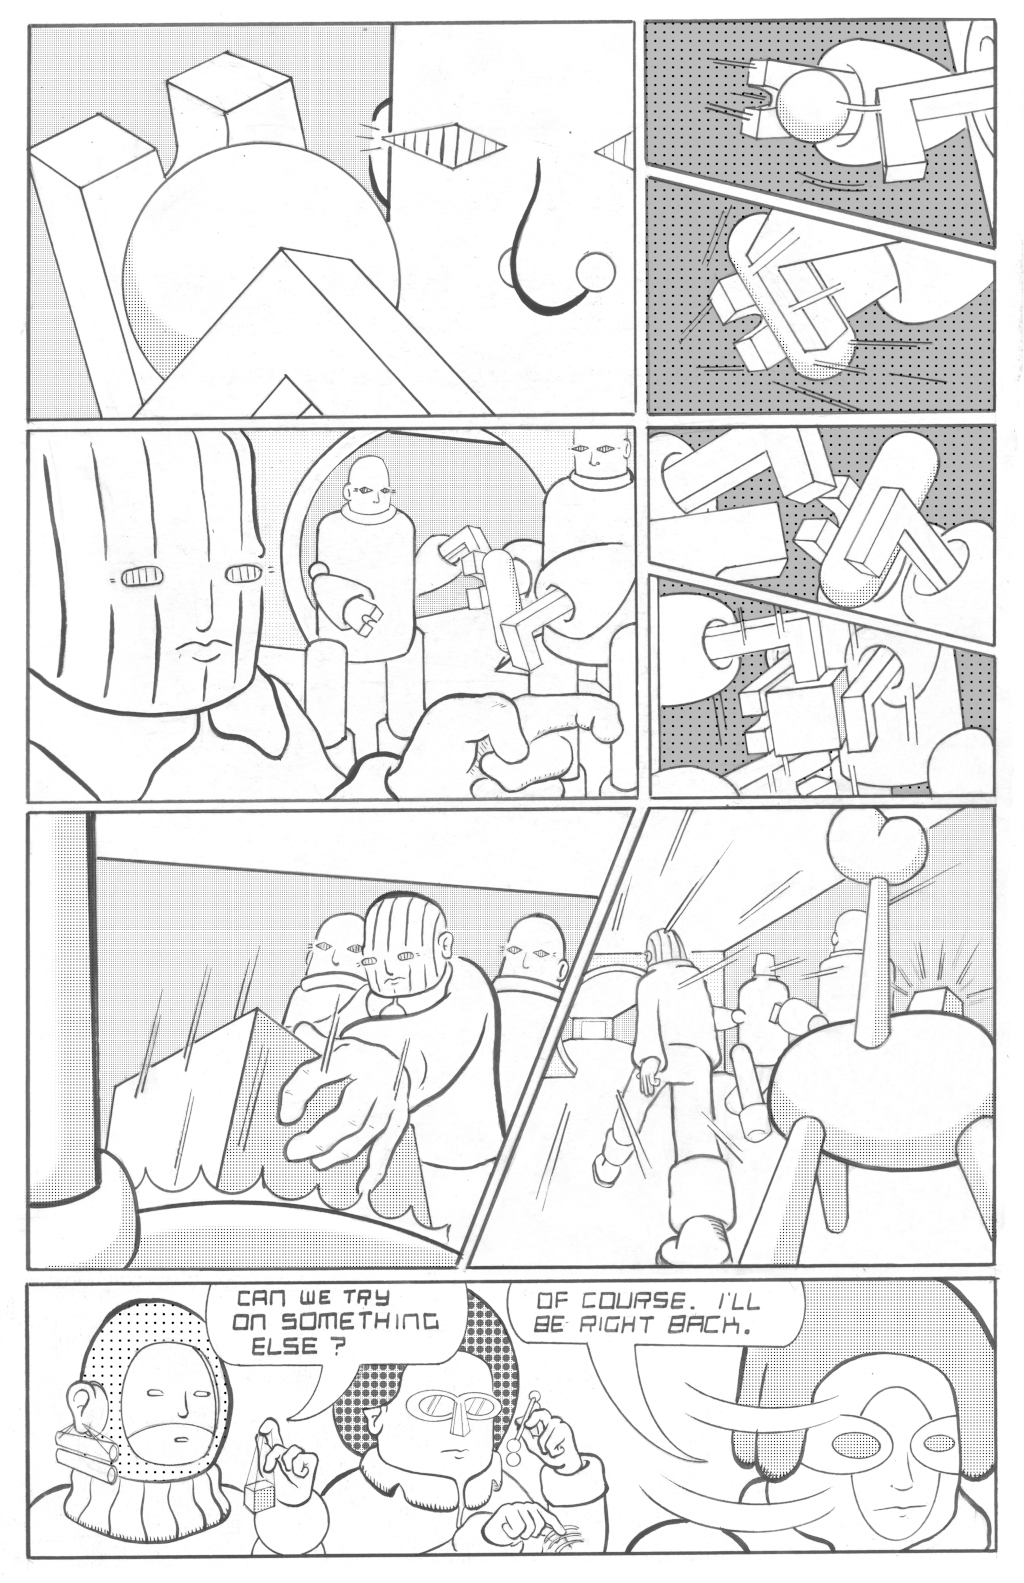 CAN WE TRY
ON SOMETHING
ELSE ?
OF COURSE. I'LL
BE RIGHT BACK.